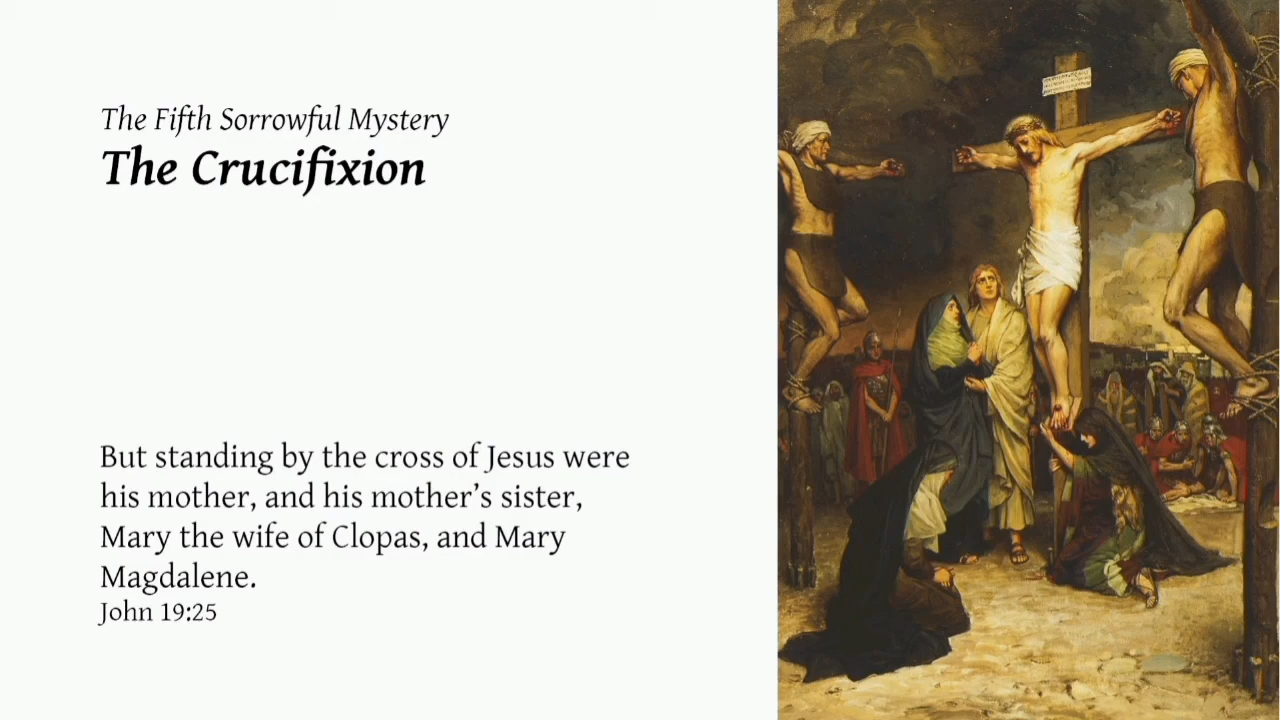 The Fifth Sorrowful Mystery
The Crucifixion
But standing by the cross of Jesus were
his mother, and his mother’s sister,
Mary the wife of Clopas, and Mary
Magdalene.
John 19:25